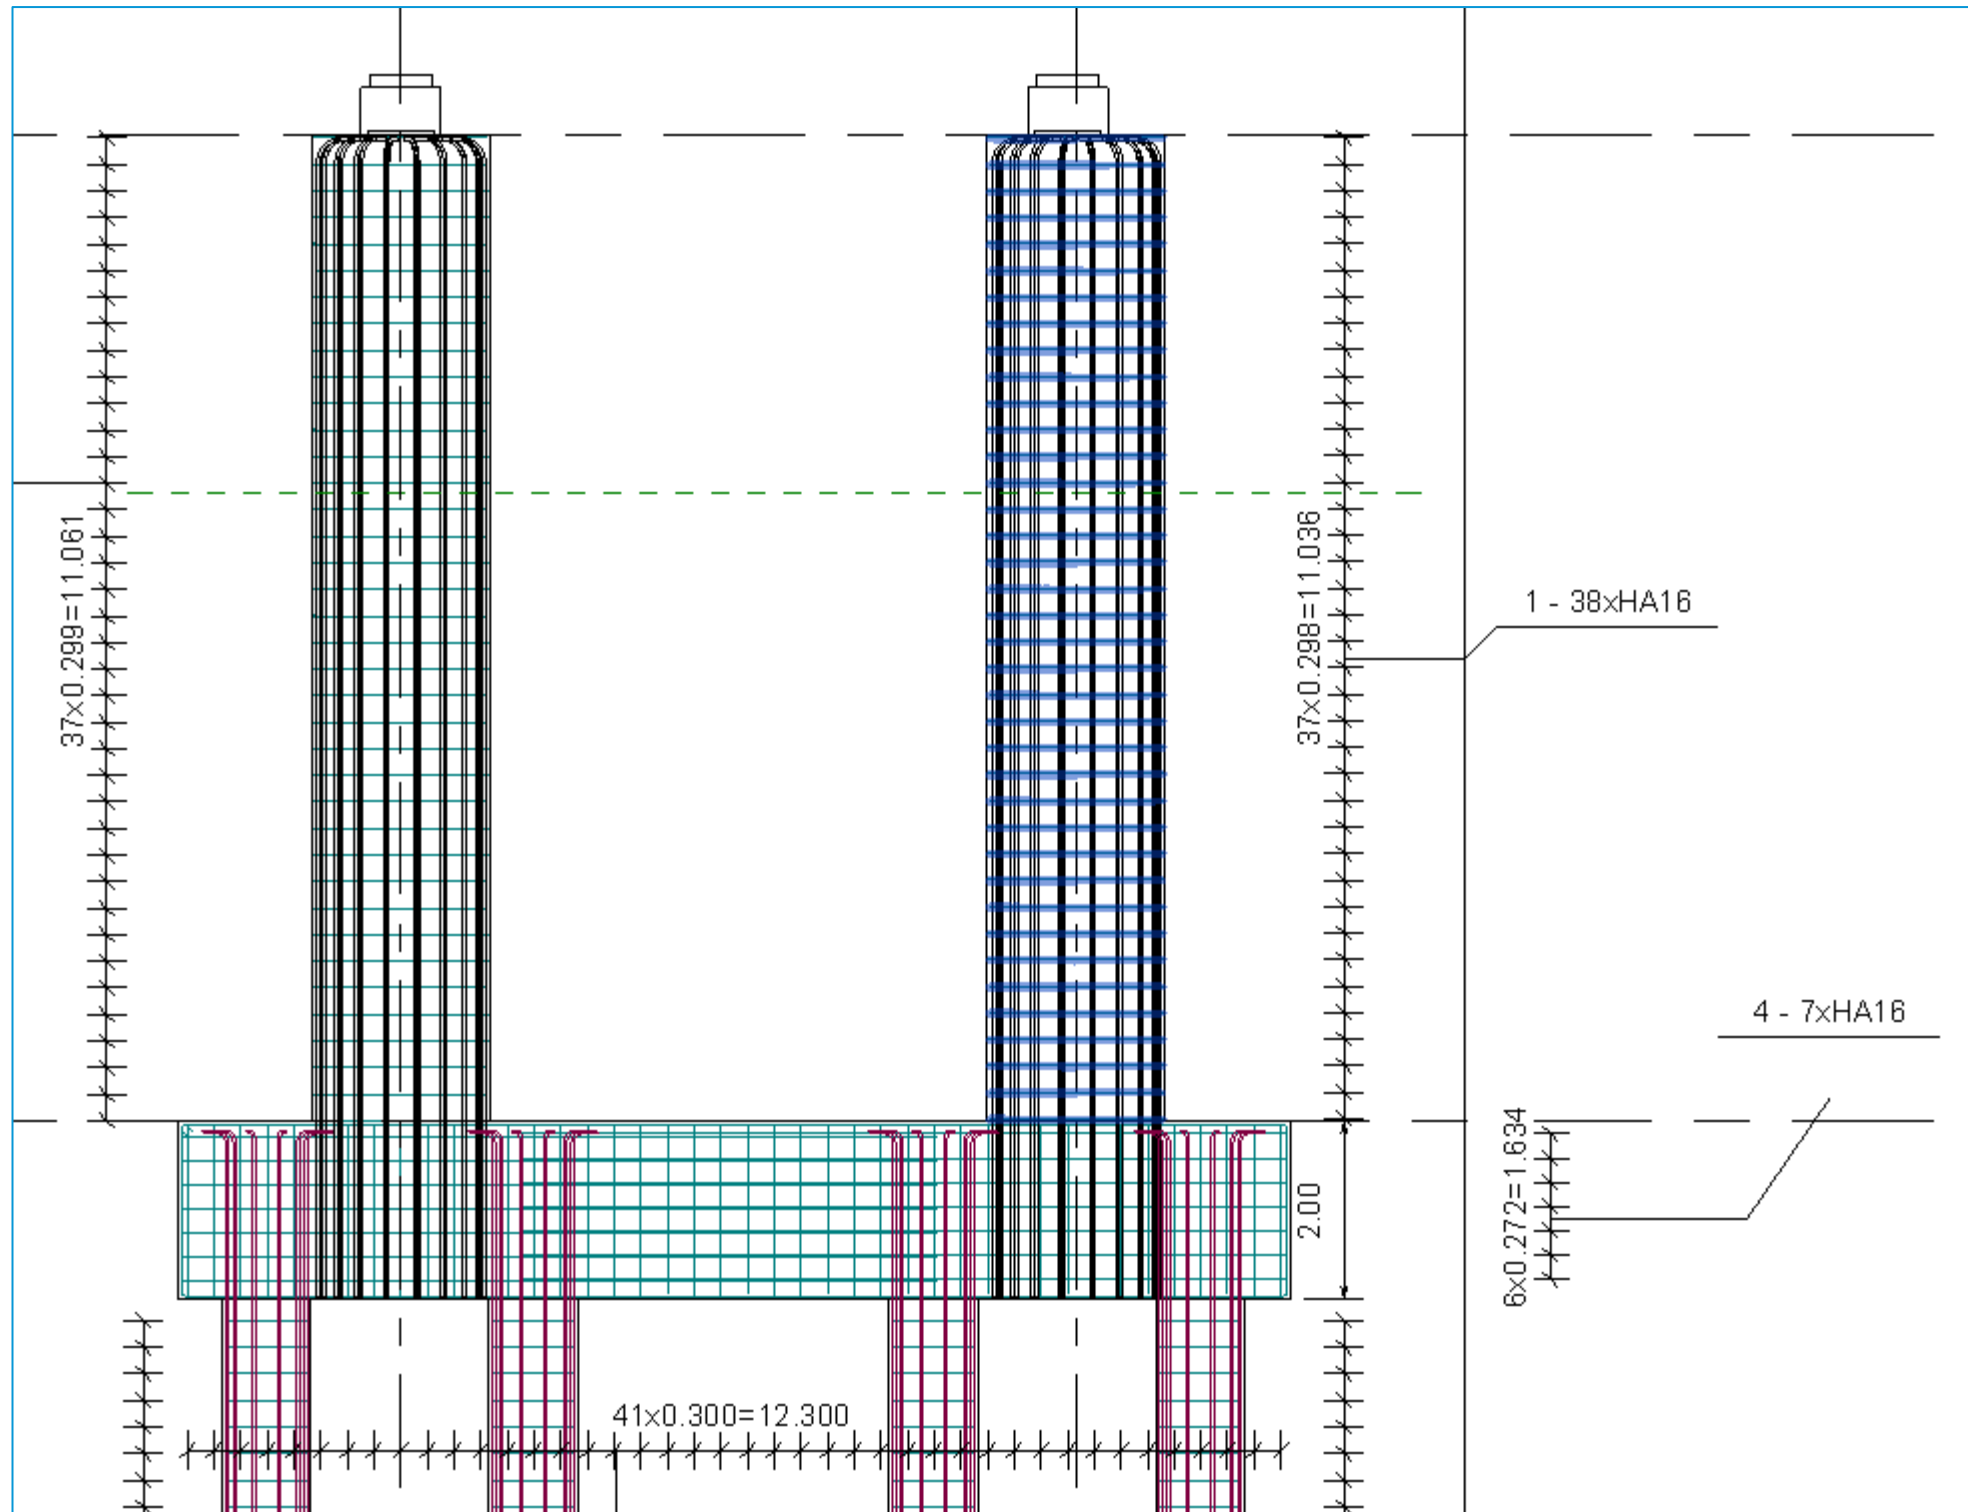 37x0.299=11.061
37x0.298=11.036
1 - 38xHA16
4 - 7xHA16
6x0.272=1.634
2.00
41x0.300=12.300